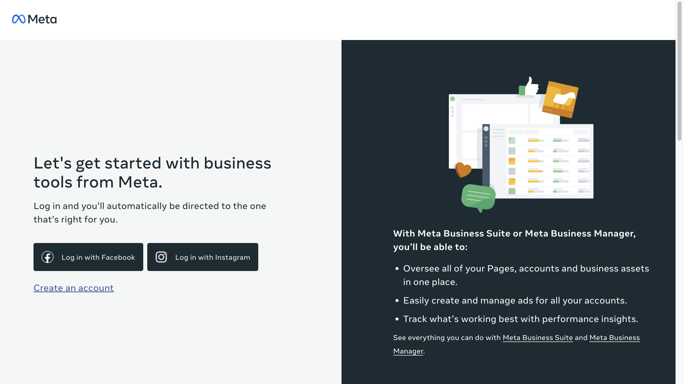 Meta
Let's get started with business
tools from Meta.
Log in and you'll automatically be directed to the one
that's right for you.
Log in with Facebook
Log in with Instagram
Create an account
With Meta Business Suite or Meta Business Manager,
you'll be able to:
• Oversee all of your Pages, accounts and business assets
in one place.
• Easily create and manage ads for all your accounts.
• Track what's working best with performance insights.
See everything you can do with Meta Business Suite and Meta Business
Manager.